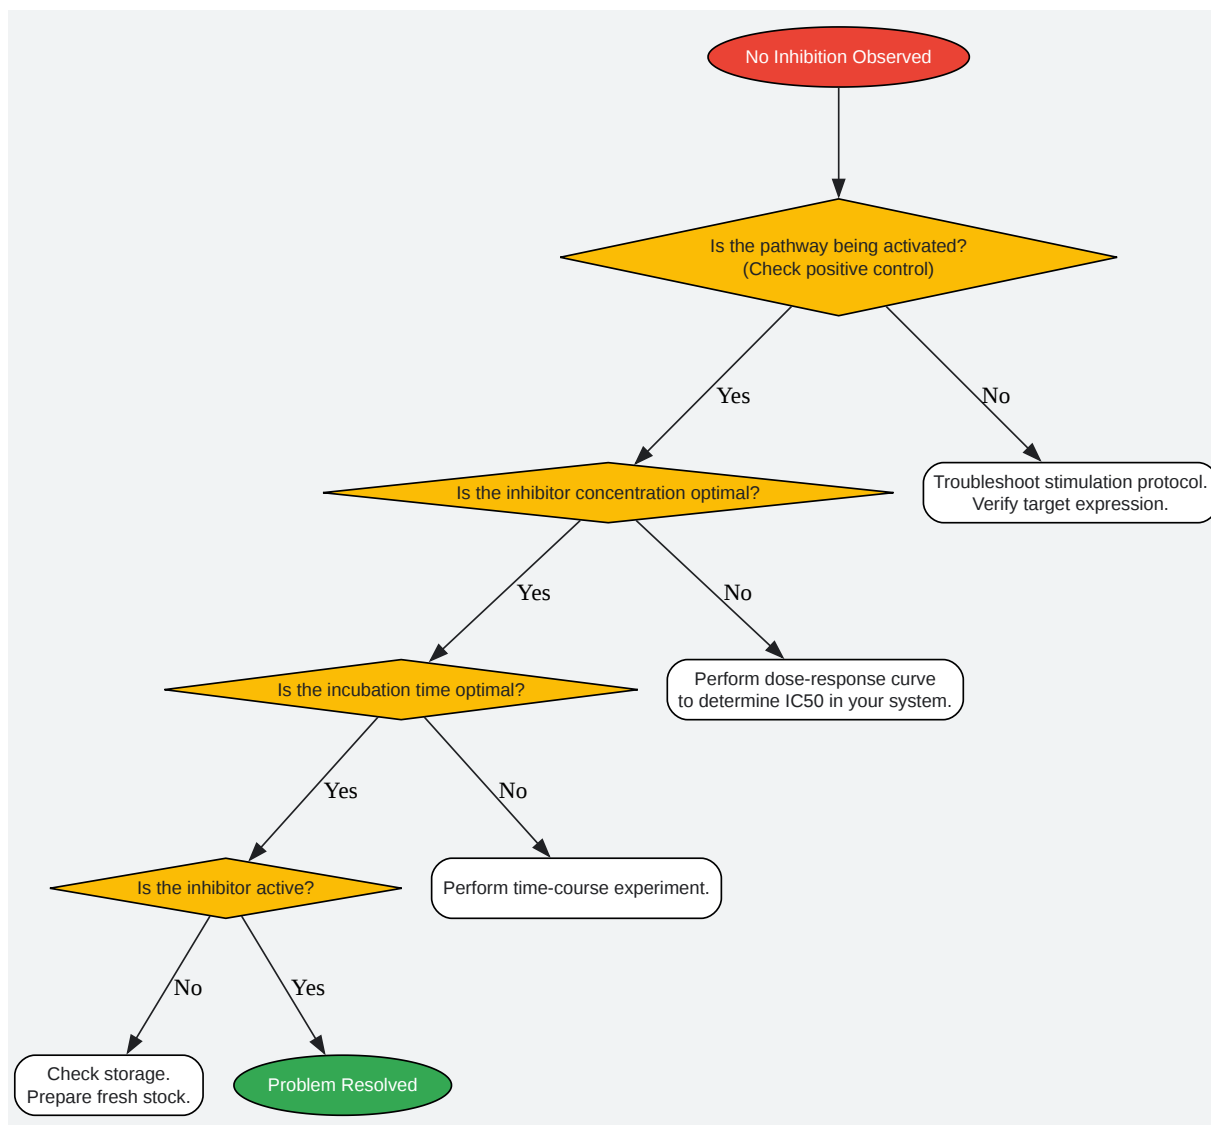 No Inhibition Observed
Is the pathway being activated?
(Check positive control)
Yes
No
Is the inhibitor concentration optimal?
Troubleshoot stimulation protocol.
Verify target expression.
Yes
No
Is the incubation time optimal?
Perform dose-response curve
to determine IC50 in your system.
Yes
No
Is the inhibitor active?
Perform time-course experiment.
No
Yes
Check storage.
Prepare fresh stock.
Problem Resolved